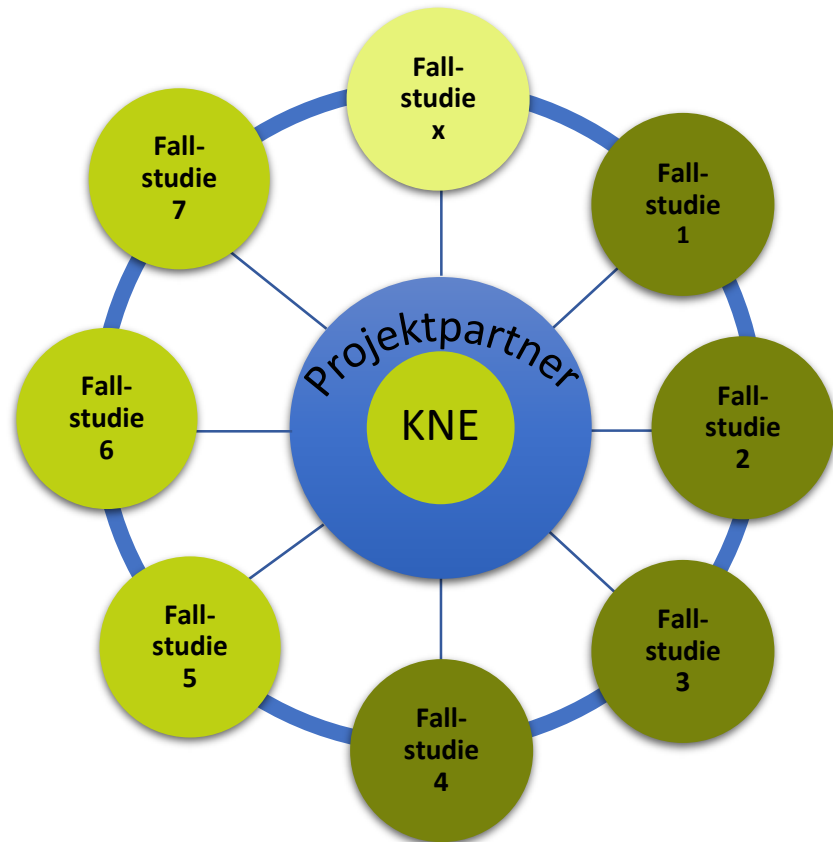 Fall-
studie
x
Fall-
studie
1
Fall-
studie
2
Fall-
studie
3
Fall-
studie
4
Fall-
studie
5
Fall-
studie
6
Fall-
studie
7
Projektpartner
KNE